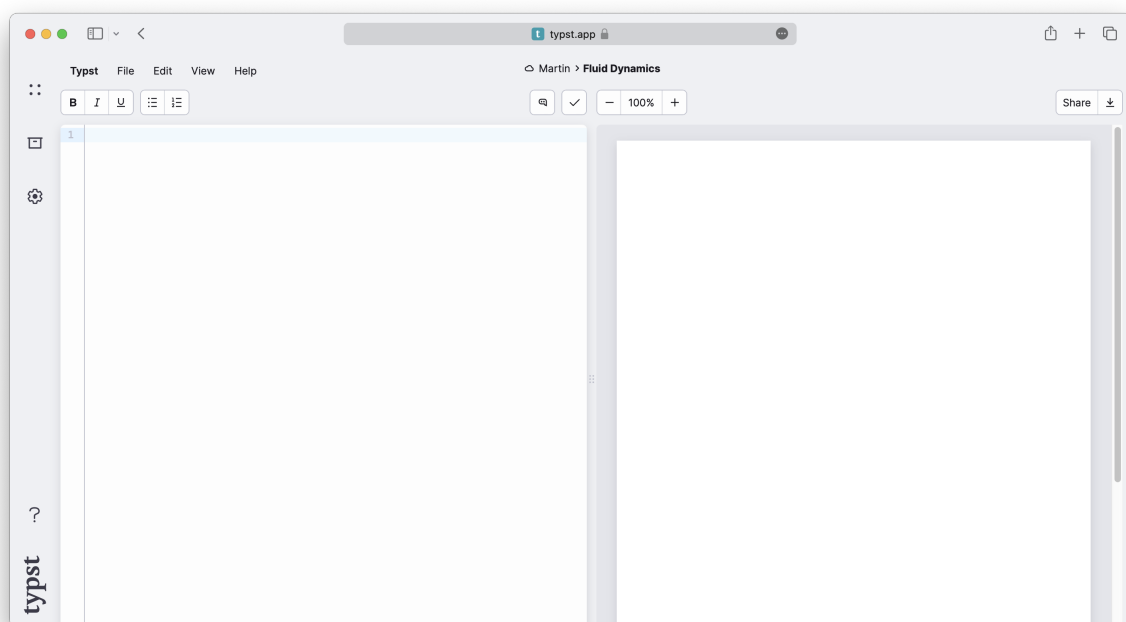 t typst.app
Typst File Edit View Help
Martin > Fluid Dynamics
B I U
100%
Share
1
?
typst